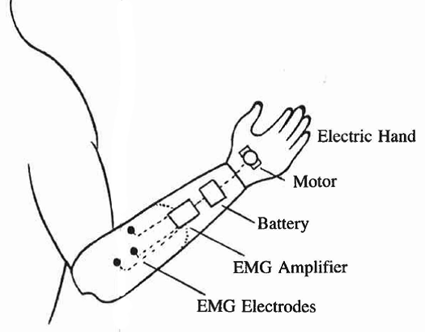 Electric Hand
Motor
Battery
EMG Amplifier
EMG Electrodes